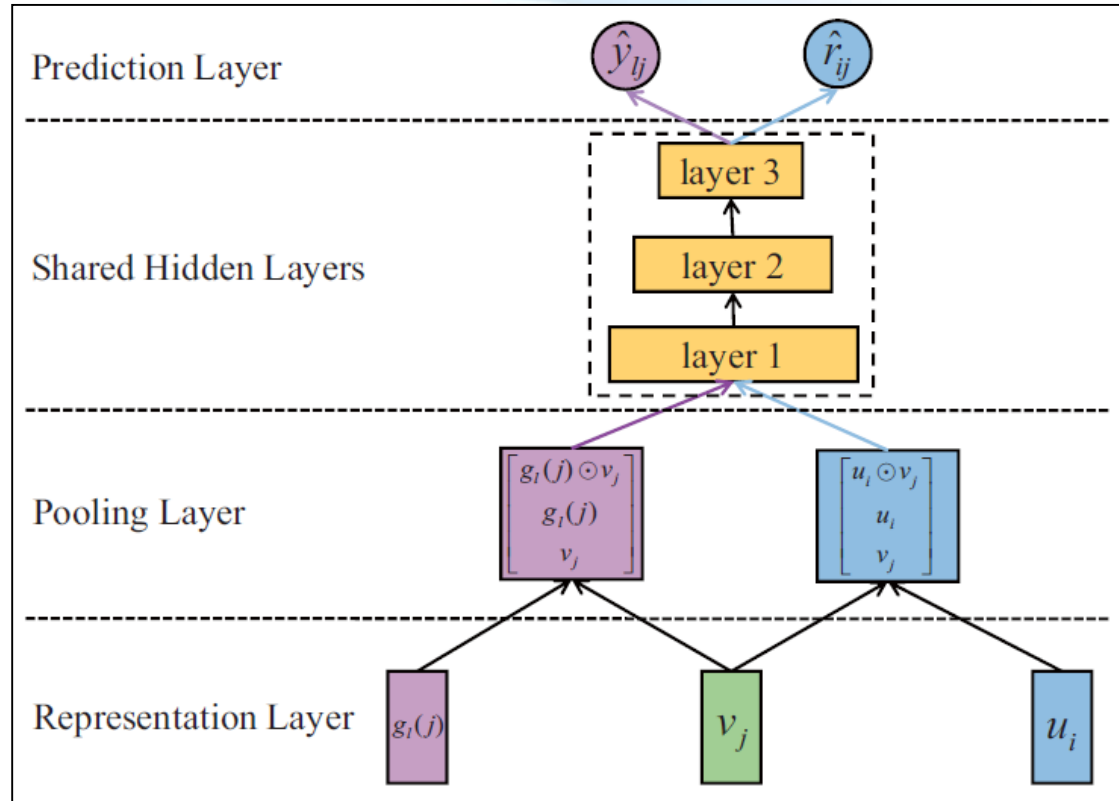 Prediction Layer
ŷ_lj
r̂_ij
Shared Hidden Layers
layer 3
layer 2
layer 1
Pooling Layer
g_l(j) ⊙ v_j
g_l(j)
v_j
u_i ⊙ v_j
u_i
v_j
Representation Layer
g_l(j)
v_j
u_i